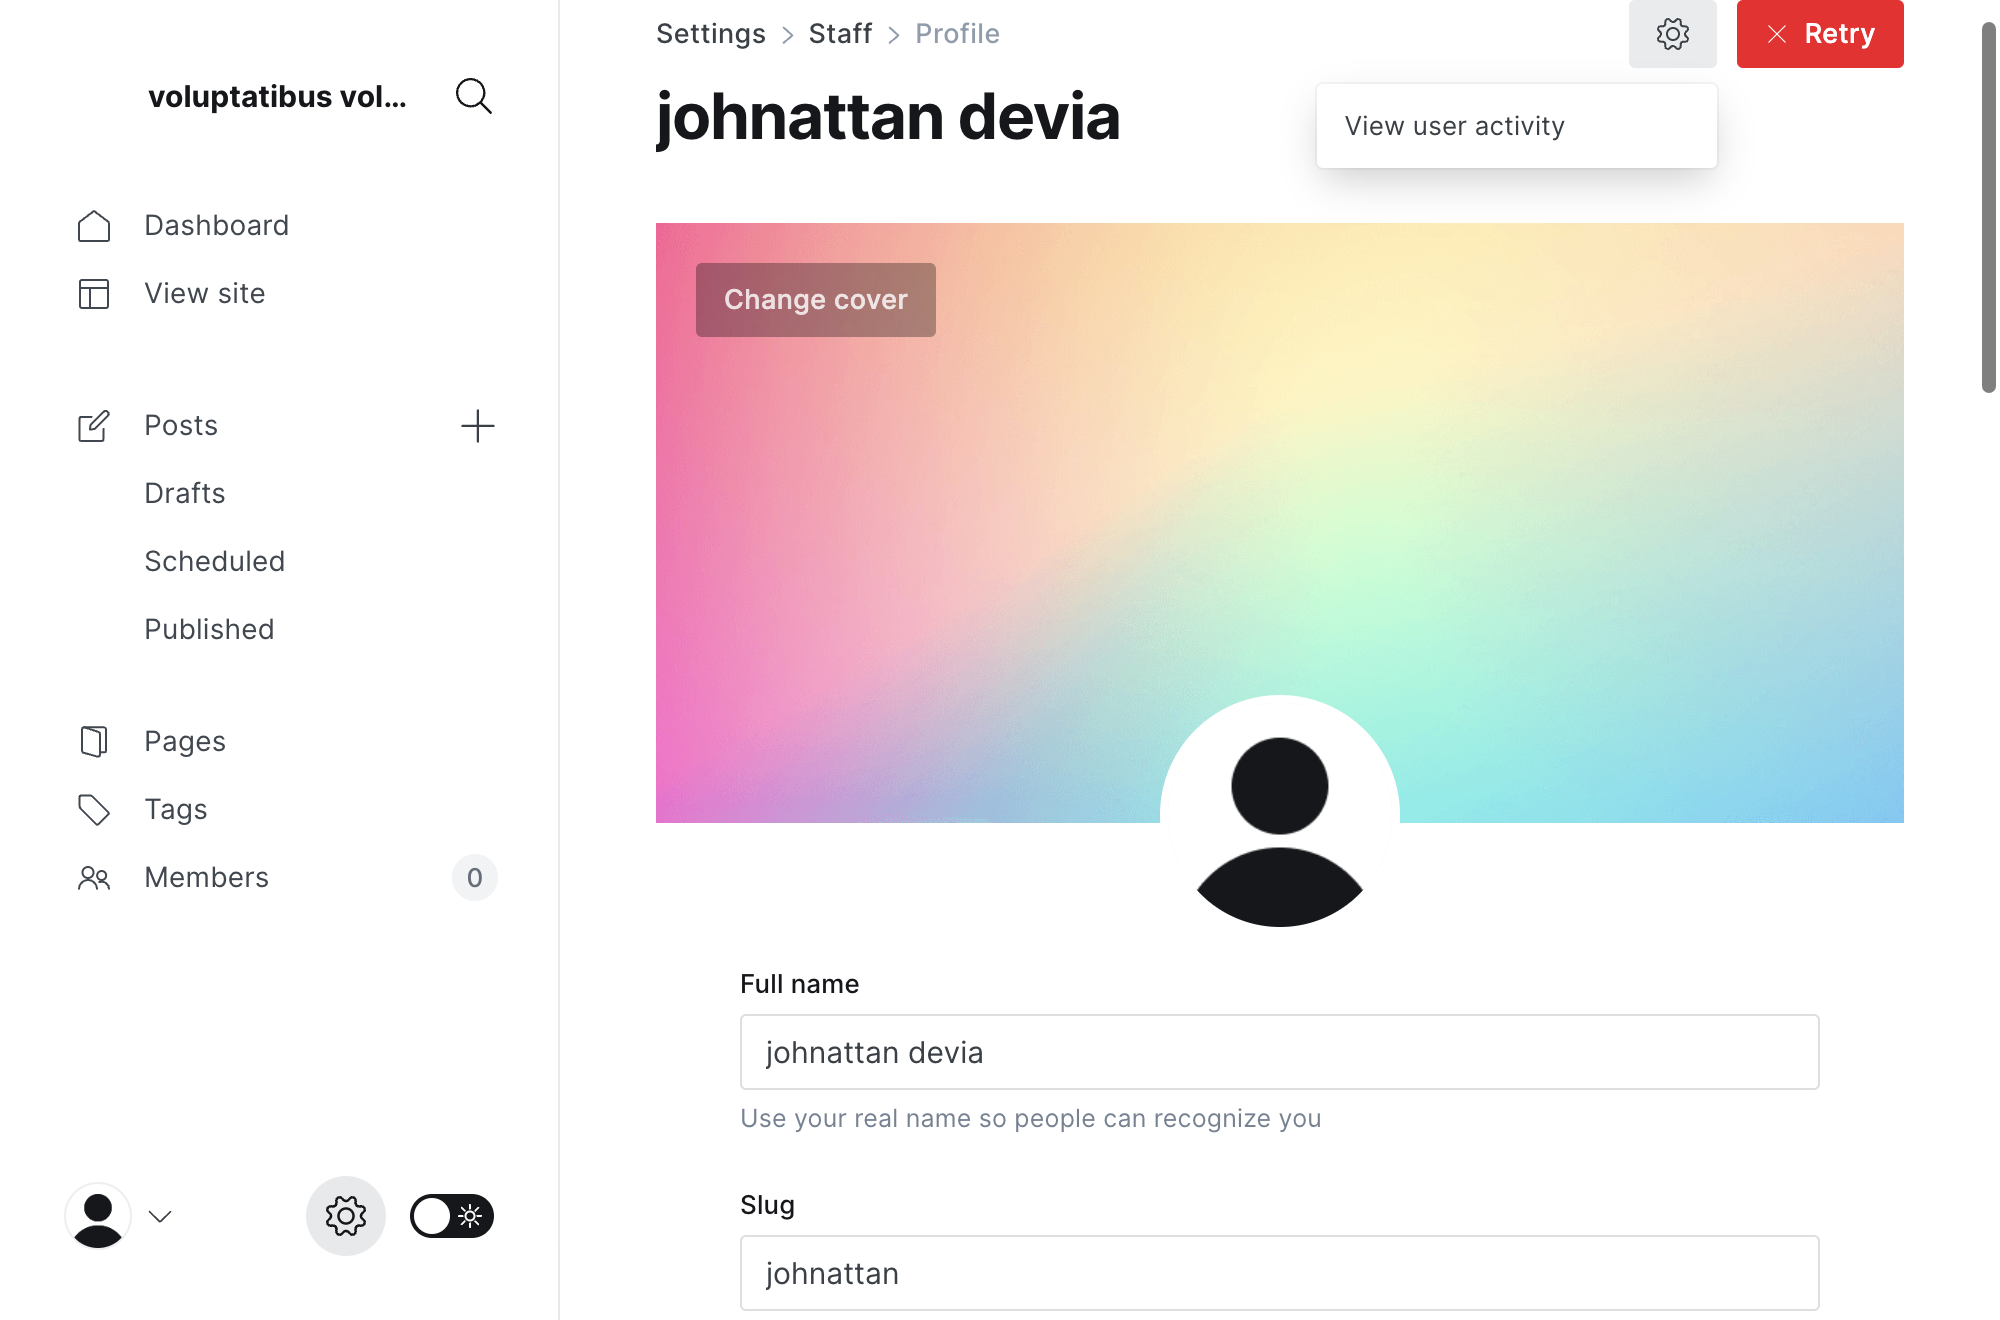 voluptatibus vol...
Dashboard
View site
Posts
Drafts
Scheduled
Published
Pages
Tags
Members
0
Settings > Staff > Profile
Retry
johnattan devia
View user activity
Change cover
Full name
johnattan devia
Use your real name so people can recognize you
Slug
johnattan